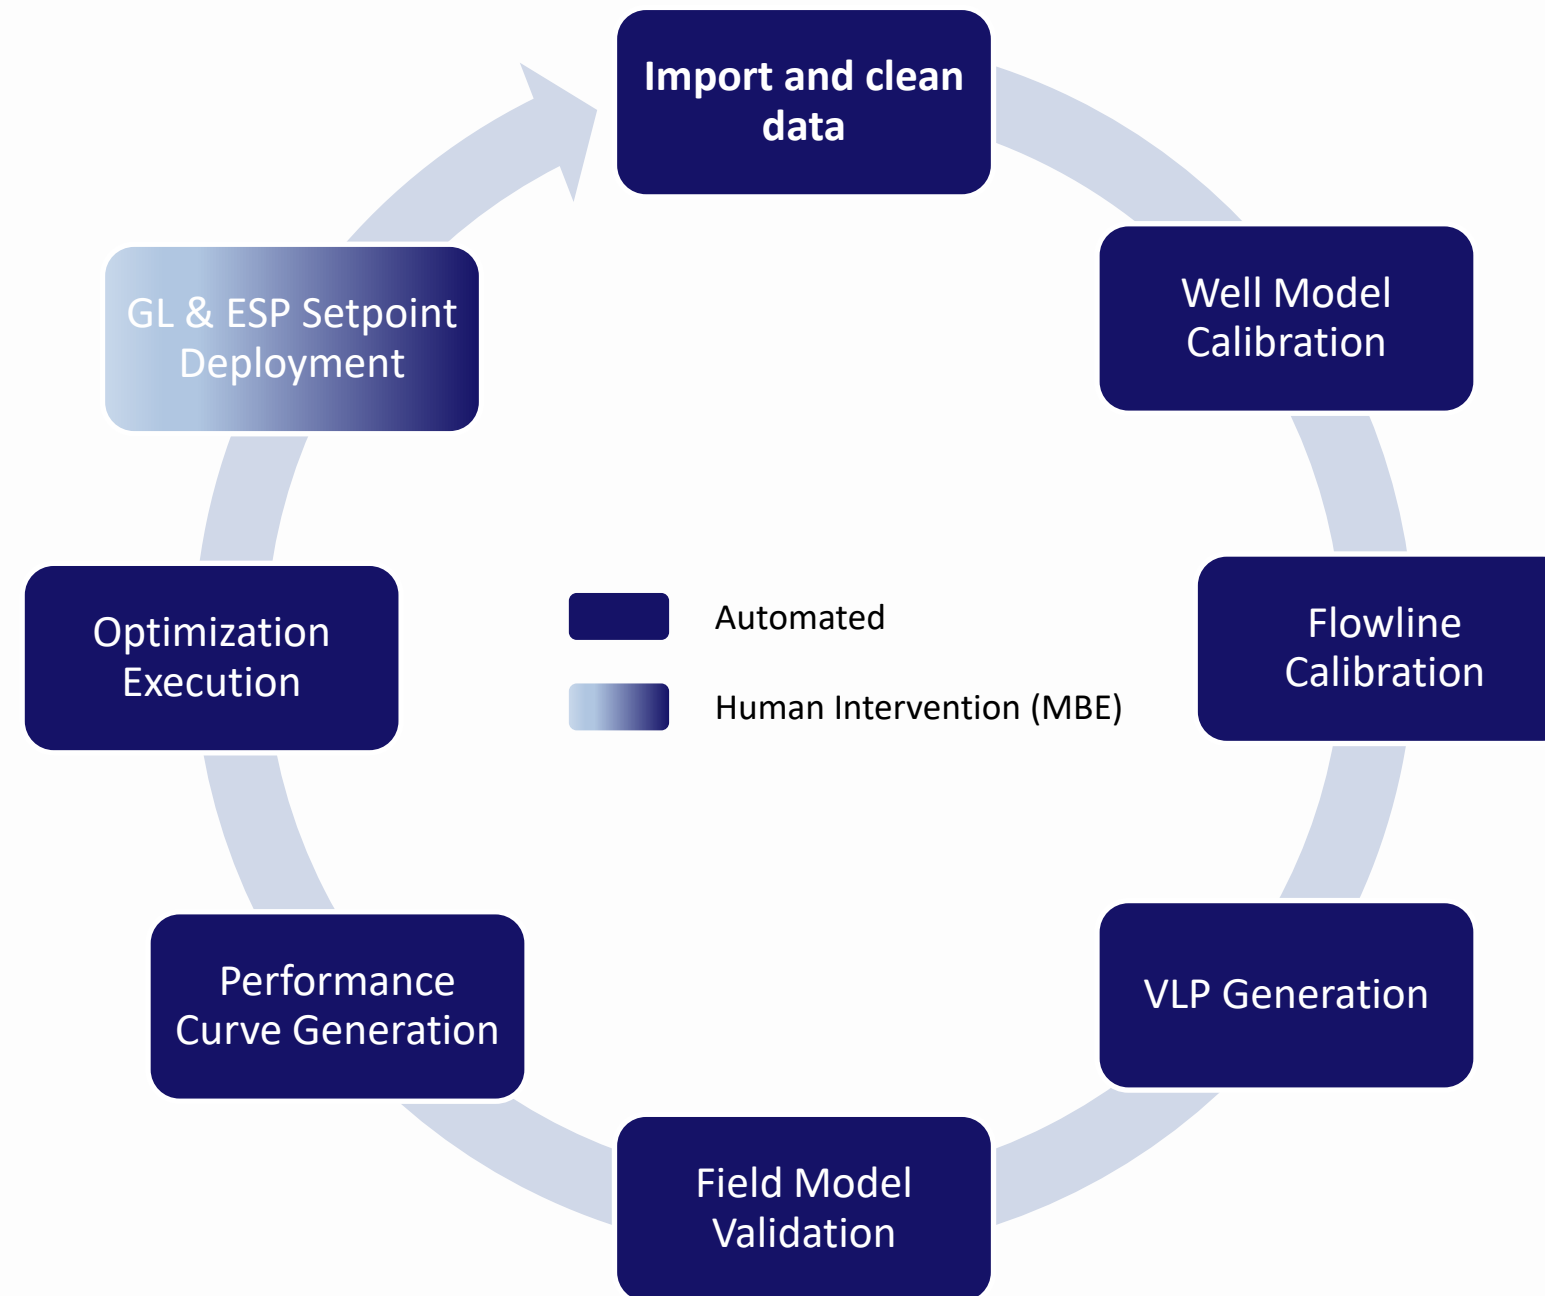 Import and clean
data
Well Model
Calibration
Flowline
Calibration
VLP Generation
Field Model
Validation
Performance
Curve Generation
Optimization
Execution
GL & ESP Setpoint
Deployment
Automated
Human Intervention (MBE)